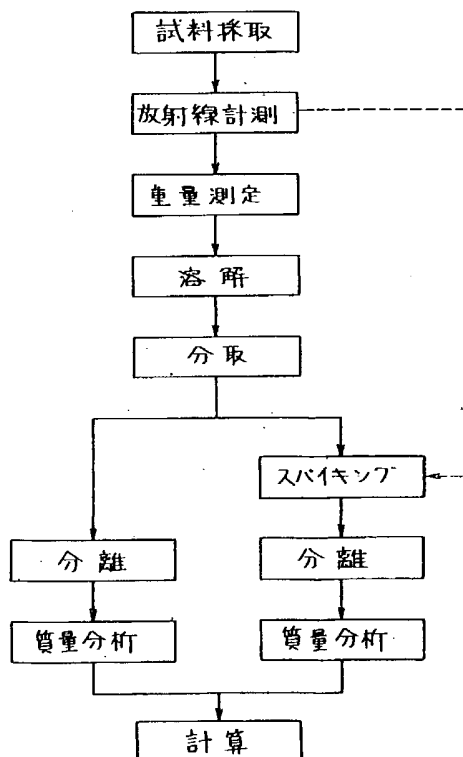 試料採取
放射線計測
重量測定
溶解
分取
スパイキング
分離
分離
質量分析
質量分析
計算